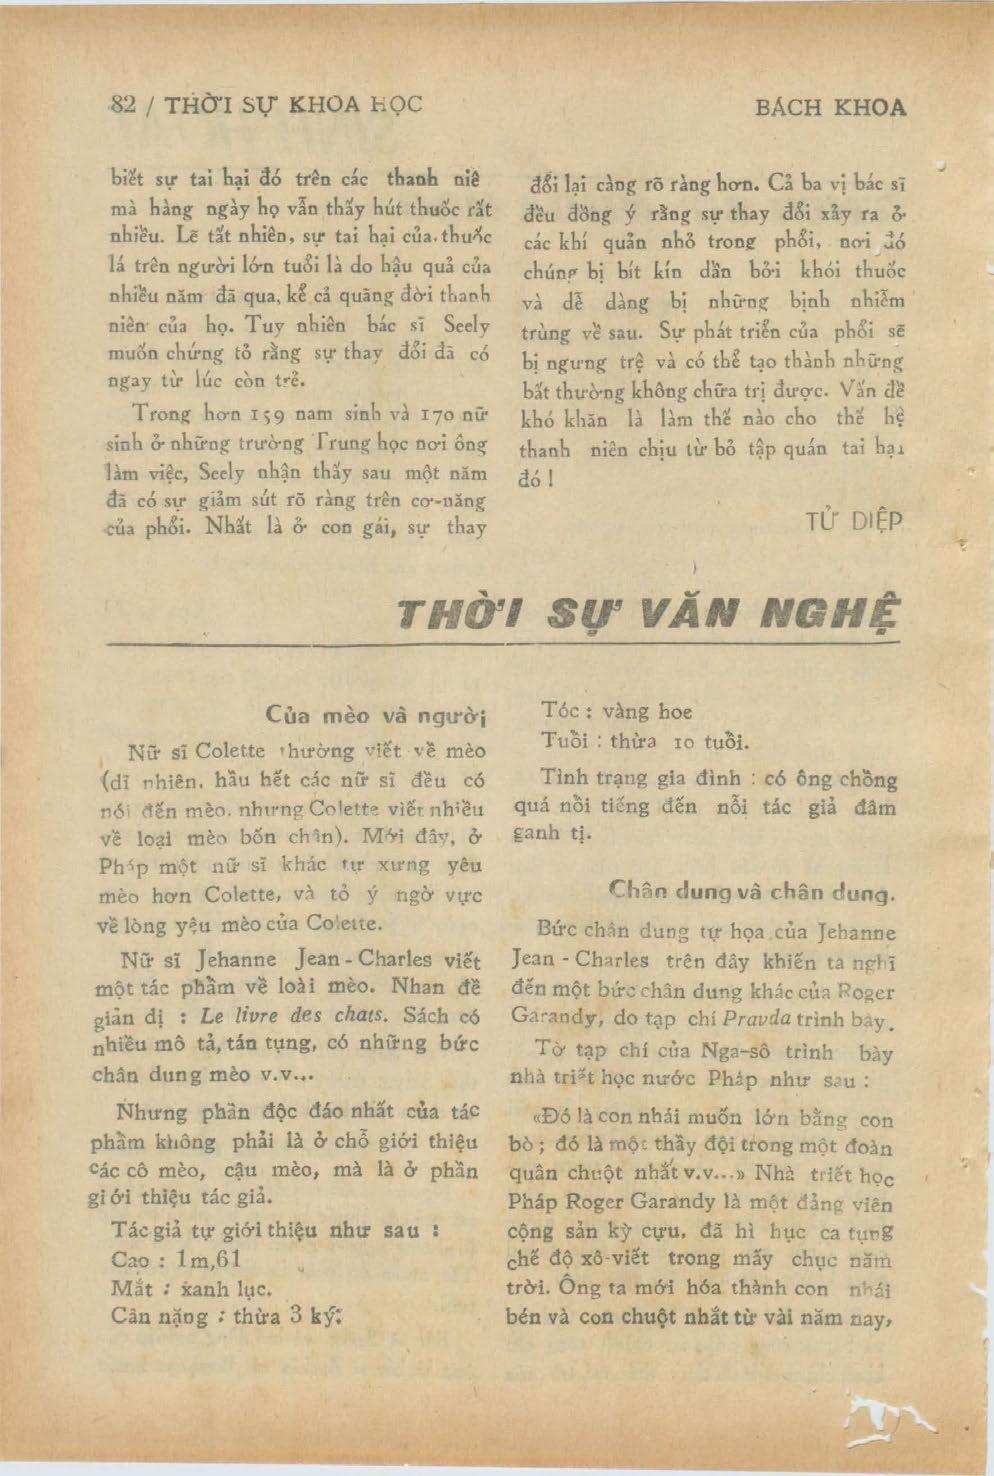 82 / THỜI SỰ KHOA HỌC
BÁCH KHOA
biết sự tai hại đó trên các thanh niê
mà hàng ngày họ vẫn thấy hút thuốc rất
nhiều. Lẽ tất nhiên, sự tai hại của thuốc
lá trên người lớn tuổi là do hậu quả của
nhiều năm đã qua, kể cả quãng đời thanh
niên của họ. Tuy nhiên bác sĩ Seely
muốn chứng tỏ rằng sự thay đổi đã có
ngay từ lúc còn trẻ.
Trong hơn 159 nam sinh và 170 nữ
sinh ở những trường Trung học nơi ông
làm việc, Seely nhận thấy sau một năm
đã có sự giảm sút rõ ràng trên cơ-năng
của phổi. Nhất là ở con gái, sự thay
đổi lại càng rõ ràng hơn. Cả ba vị bác sĩ
đều đồng ý rằng sự thay đổi xảy ra ở
các khí quản nhỏ trong phổi, nơi đó
chúng bị bít kín dần bởi khói thuốc
và dễ dàng bị những bịnh nhiễm
trùng về sau. Sự phát triển của phổi sẽ
bị ngưng trệ và có thể tạo thành những
bất thường không chữa trị được. Vấn đề
khó khăn là làm thế nào cho thế hệ
thanh niên chịu từ bỏ tập quán tai hại
đó !
TỬ DIỆP
THỜI SỰ VĂN NGHỆ
Của mèo và người
Nữ sĩ Colette thường viết về mèo
(dĩ nhiên, hầu hết các nữ sĩ đều có
nói đến mèo, nhưng Colette viết nhiều
về loại mèo bốn chân). Mới đây, ở
Pháp một nữ sĩ khác tự xưng yêu
mèo hơn Colette, và tỏ ý ngờ vực
về lòng yêu mèo của Colette.
Nữ sĩ Jehanne Jean - Charles viết
một tác phẩm về loài mèo. Nhan đề
giản dị : Le livre des chats. Sách có
nhiều mô tả, tán tụng, có những bức
chân dung mèo v.v...
Nhưng phần độc đáo nhất của tác
phẩm không phải là ở chỗ giới thiệu
các cô mèo, cậu mèo, mà là ở phần
giới thiệu tác giả.
Tác giả tự giới thiệu như sau :
Cao : 1m,61
Mắt : xanh lục.
Cân nặng : thừa 3 ký.
Tóc : vàng hoe
Tuổi : thừa 10 tuổi.
Tình trạng gia đình : có ông chồng
quá nổi tiếng đến nỗi tác giả đâm
ganh tị.
Chân dung và chân dung.
Bức chân dung tự họa của Jehanne
Jean - Charles trên đây khiến ta nghĩ
đến một bức chân dung khác của Roger
Garandy, do tạp chí Pravda trình bày.
Tờ tạp chí của Nga-sô trình bày
nhà triết học nước Pháp như sau :
«Đó là con nhái muốn lớn bằng con
bò ; đó là một thầy đội trong một đoàn
quân chuột nhắt v.v...» Nhà triết học
Pháp Roger Garandy là một đảng viên
cộng sản kỳ cựu, đã hì hục ca tụng
chế độ xô-viết trong mấy chục năm
trời. Ông ta mới hóa thành con nhái
bén và con chuột nhắt từ vài năm nay,